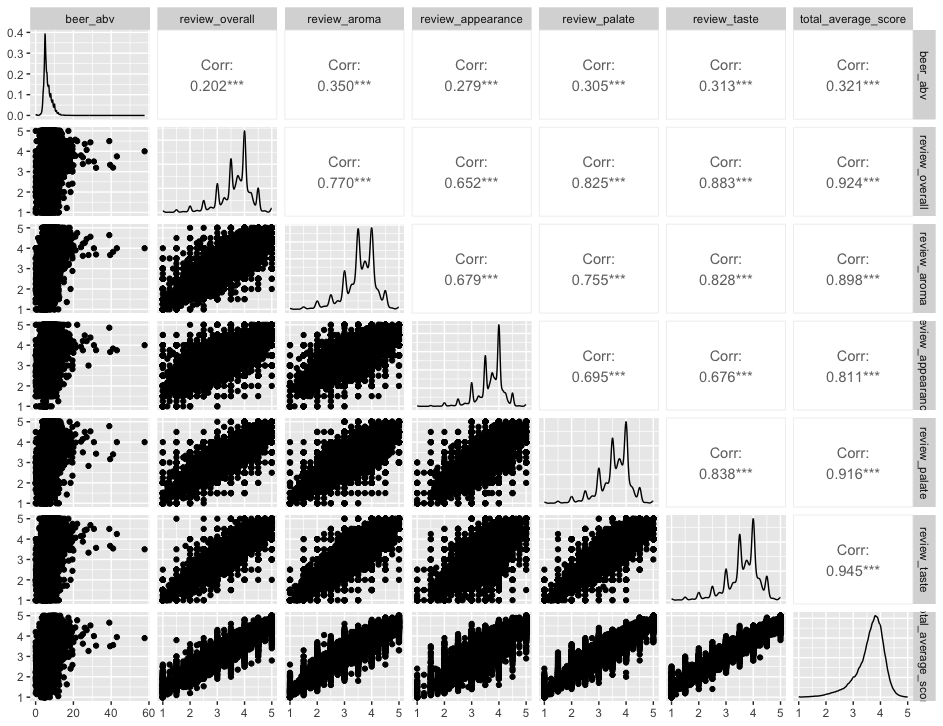 beer_abv review_overall review_aroma review_appearance review_palate review_taste total_average_score
0.4
0.3
0.2
0.1
0.0
Corr:
0.202***
Corr:
0.350***
Corr:
0.279***
Corr:
0.305***
Corr:
0.313***
Corr:
0.321***
beer_abv
5
4
3
2
1
Corr:
0.770***
Corr:
0.652***
Corr:
0.825***
Corr:
0.883***
Corr:
0.924***
review_overall
5
4
3
2
1
Corr:
0.679***
Corr:
0.755***
Corr:
0.828***
Corr:
0.898***
review_aroma
5
4
3
2
1
Corr:
0.695***
Corr:
0.676***
Corr:
0.811***
eview_appearanc
5
4
3
2
1
Corr:
0.838***
Corr:
0.916***
review_palate
5
4
3
2
1
Corr:
0.945***
review_taste
5
4
3
2
1
otal_average_scor
0 20 40 60 1 2 3 4 5 1 2 3 4 5 1 2 3 4 5 1 2 3 4 5 1 2 3 4 5 1 2 3 4 5